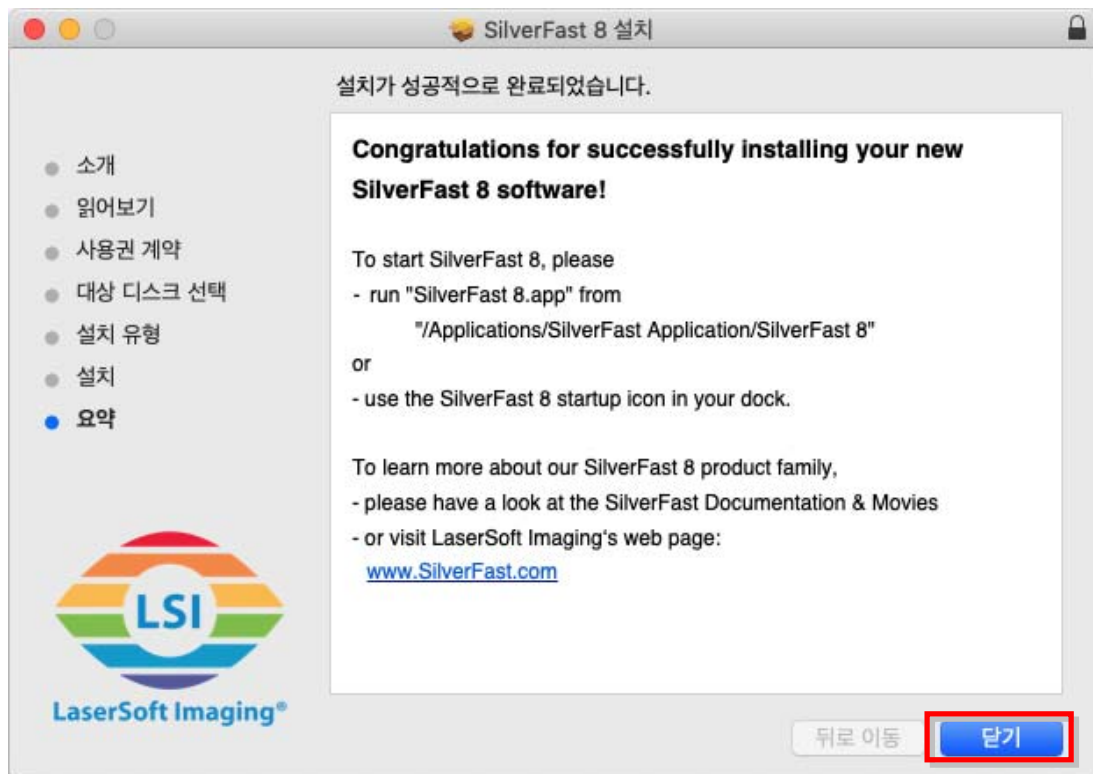 SilverFast 8 설치
설치가 성공적으로 완료되었습니다.
소개
읽어보기
사용권 계약
대상 디스크 선택
설치 유형
설치
요약
Congratulations for successfully installing your new
SilverFast 8 software!
To start SilverFast 8, please
- run "SilverFast 8.app" from
"/Applications/SilverFast Application/SilverFast 8"
or
- use the SilverFast 8 startup icon in your dock.
To learn more about our SilverFast 8 product family,
- please have a look at the SilverFast Documentation & Movies
- or visit LaserSoft Imaging's web page:
www.SilverFast.com
LSI
LaserSoft Imaging®
뒤로 이동
닫기